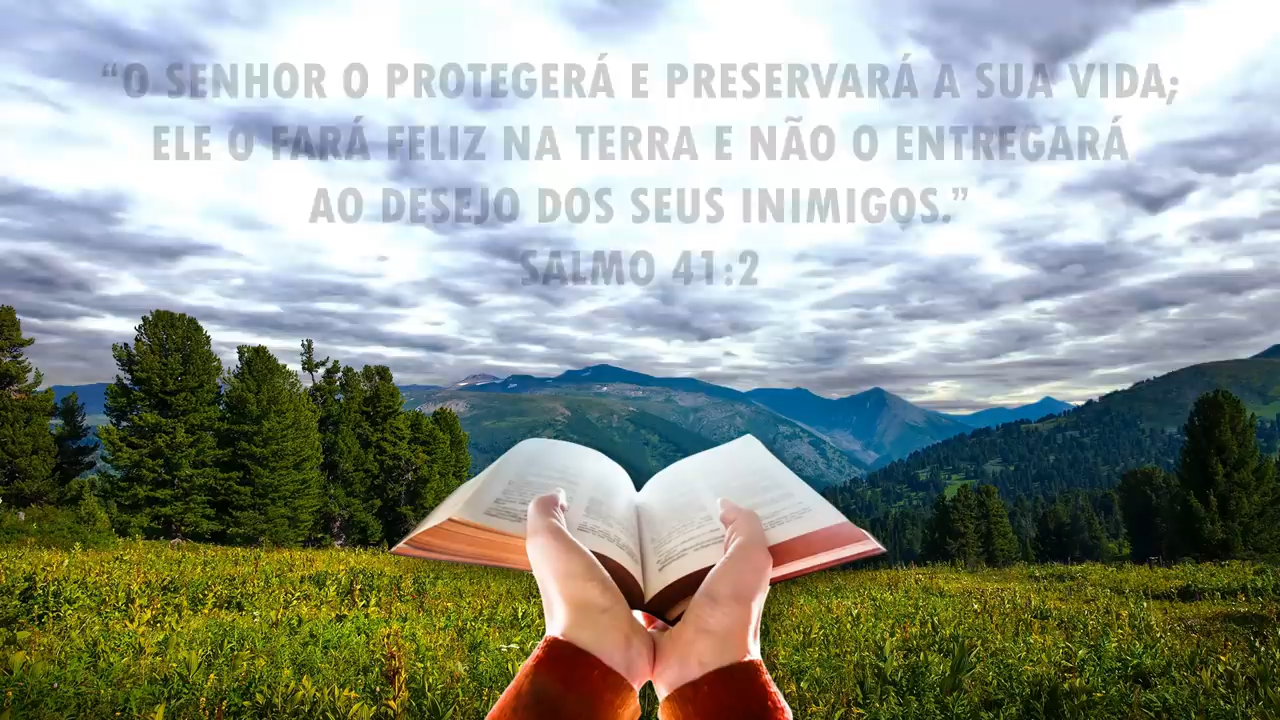 “O SENHOR O PROTEGERÁ E PRESERVARÁ A SUA VIDA;
ELE O FARÁ FELIZ NA TERRA E NÃO O ENTREGARÁ
AO DESEJO DOS SEUS INIMIGOS.”
SALMO 41:2